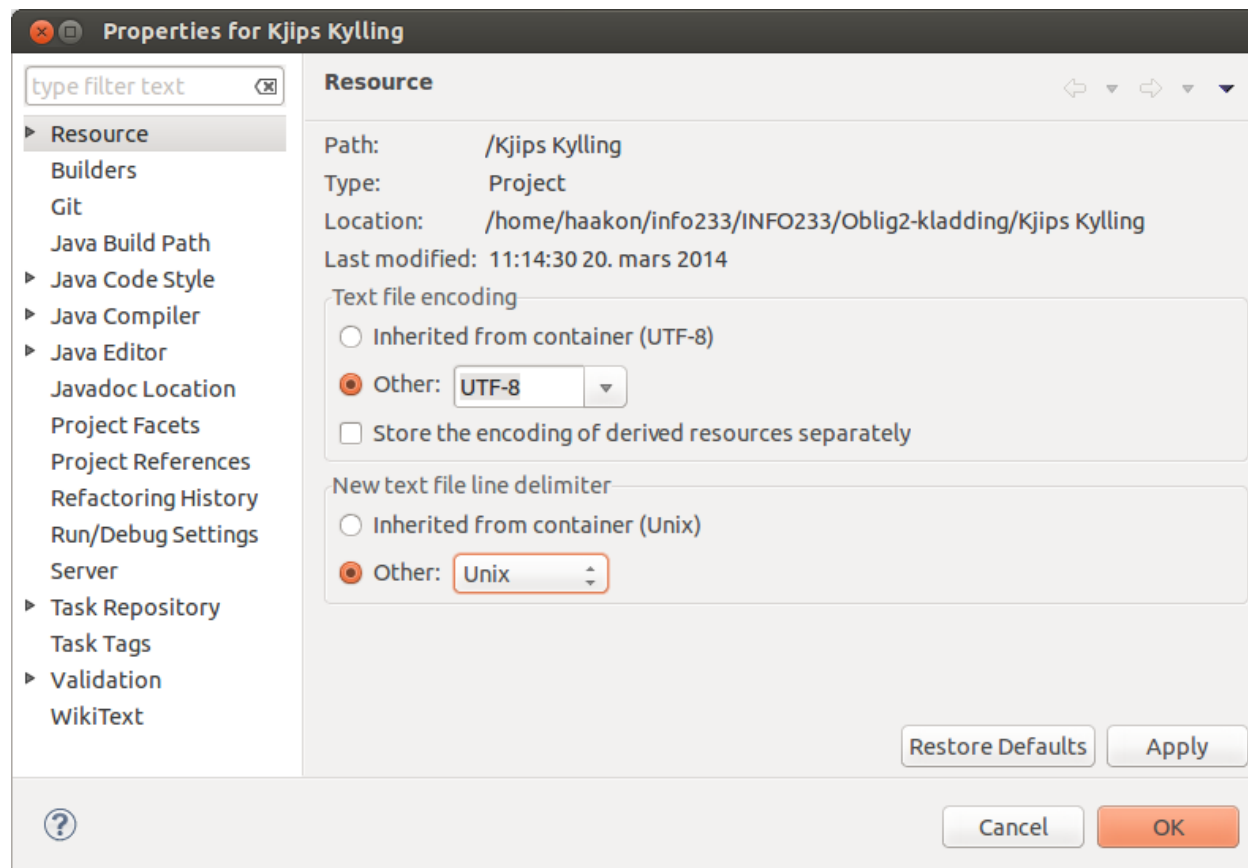 Properties for Kjips Kylling
type filter text
Resource
Builders
Git
Java Build Path
Java Code Style
Java Compiler
Java Editor
Javadoc Location
Project Facets
Project References
Refactoring History
Run/Debug Settings
Server
Task Repository
Task Tags
Validation
WikiText
Resource
Path: /Kjips Kylling
Type: Project
Location: /home/haakon/info233/INFO233/Oblig2-kladding/Kjips Kylling
Last modified: 11:14:30 20. mars 2014
Text file encoding
Inherited from container (UTF-8)
Other: UTF-8
Store the encoding of derived resources separately
New text file line delimiter
Inherited from container (Unix)
Other: Unix
Restore Defaults Apply
? Cancel OK